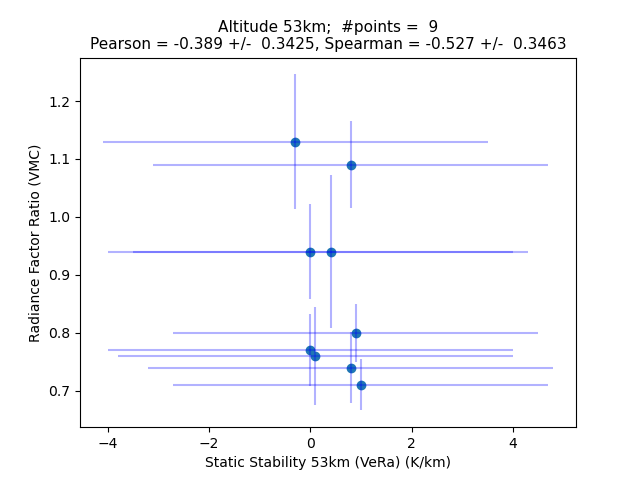 Altitude 53km;  #points =  9
Pearson = -0.389 +/-  0.3425, Spearman = -0.527 +/-  0.3463
Radiance Factor Ratio (VMC)
1.2
1.1
1.0
0.9
0.8
0.7
−4
−2
0
2
4
Static Stability 53km (VeRa) (K/km)